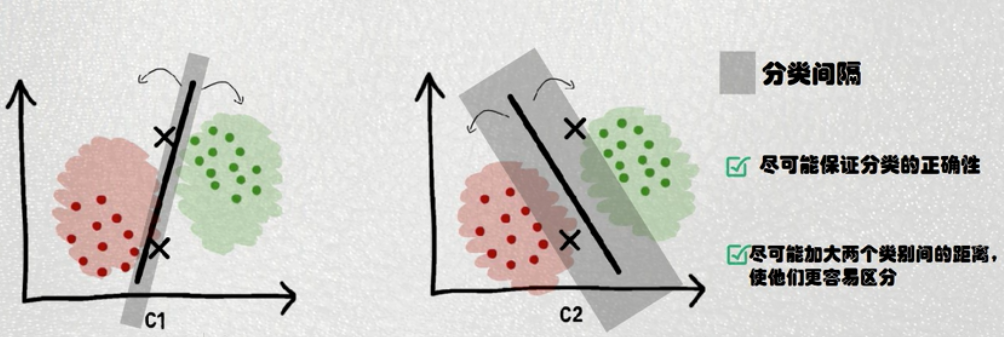 分类间隔
尽可能保证分类的正确性
尽可能加大两个类别间的距离，
使他们更容易区分
C1
C2